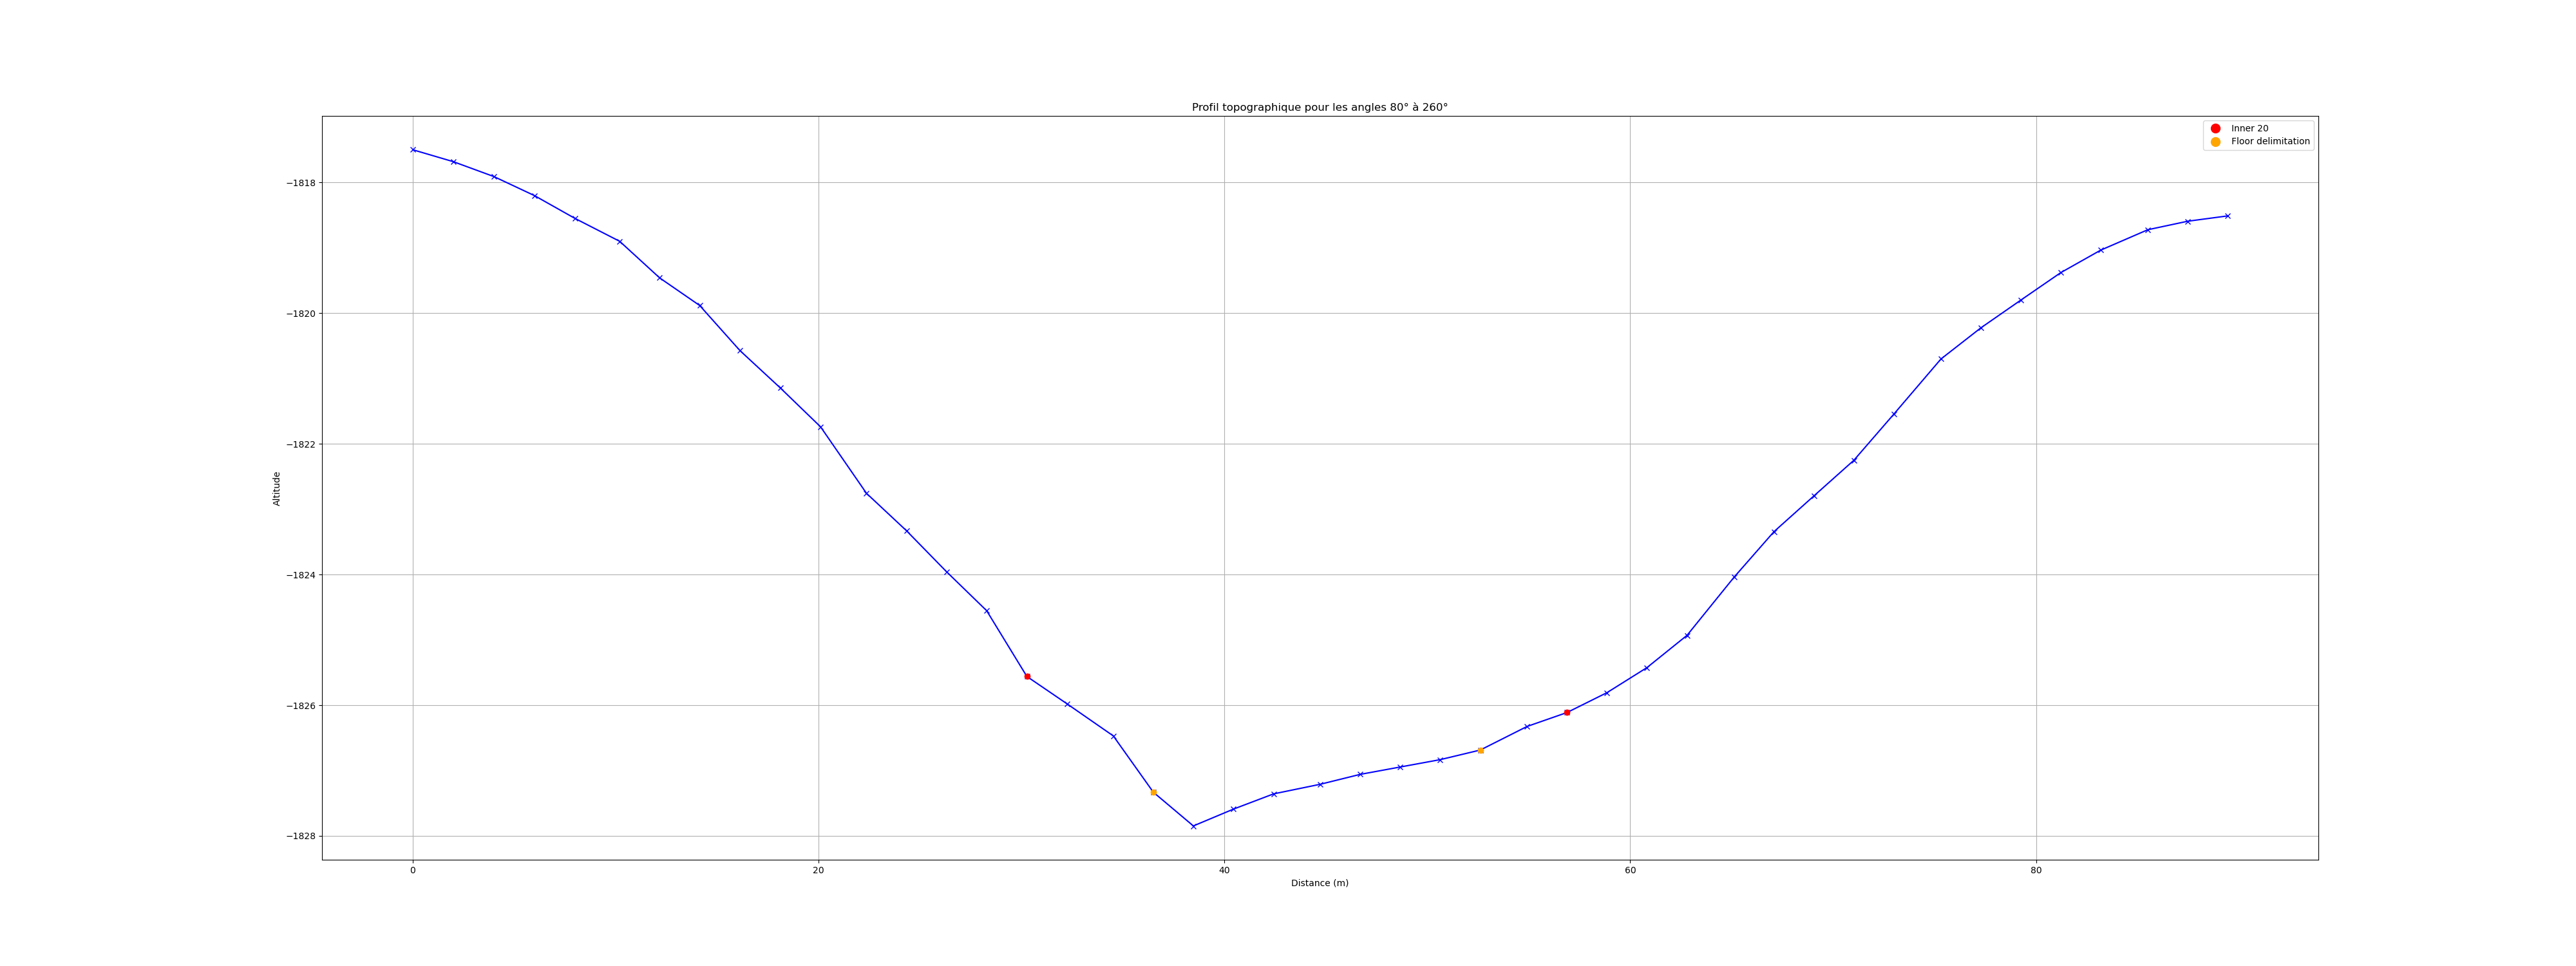 Profil topographique pour les angles 80° à 260°
Inner 20
Floor delimitation
−1818
−1820
−1822
−1824
−1826
−1828
Altitude
0 20 40 60 80
Distance (m)